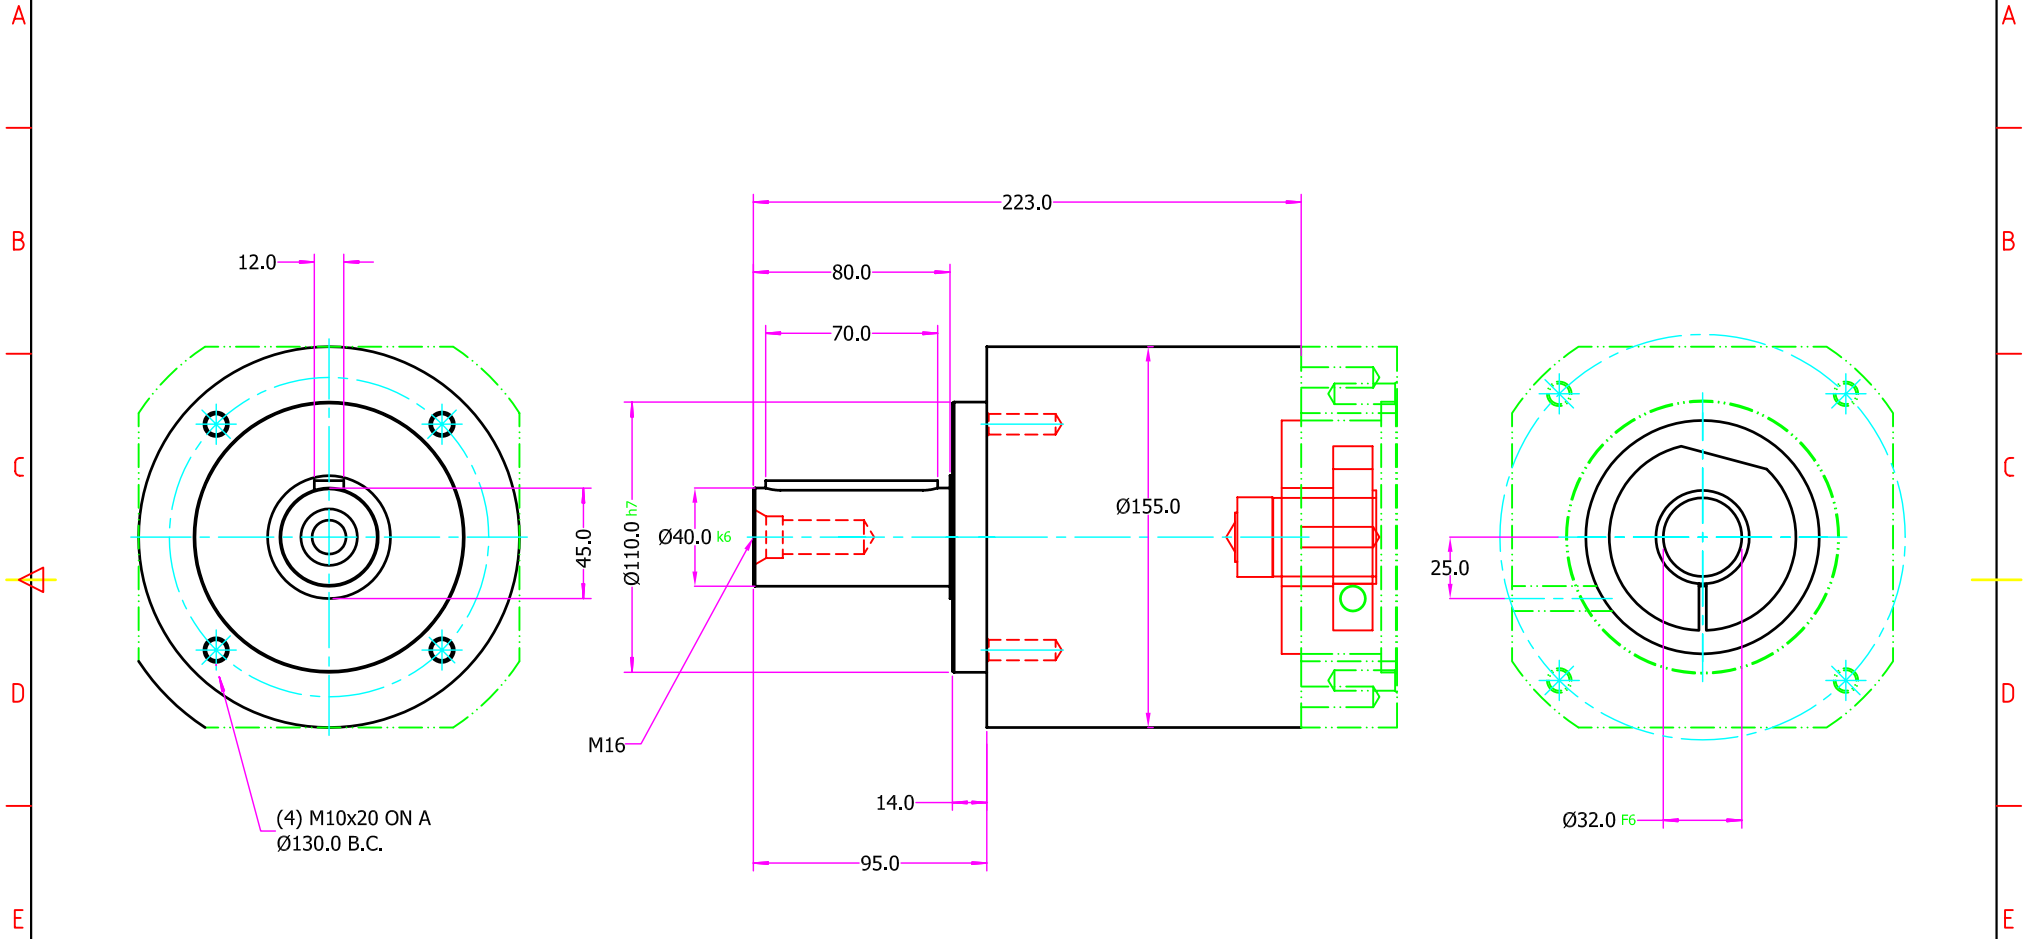 A
A
223.0
B
B
12.0
80.0
70.0
C
C
Ø155.0
Ø110.0 h7
Ø40.0 k6
45.0
25.0
D
D
M16
14.0
(4) M10x20 ON A
Ø130.0 B.C.
Ø32.0 F6
95.0
E
E